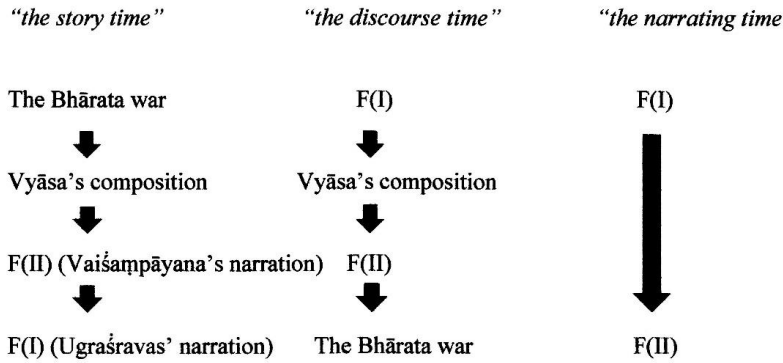 “the story time” “the discourse time” “the narrating time
The Bhārata war F(I) F(I)
Vyāsa’s composition Vyāsa’s composition
F(II) (Vaiśaṃpāyana’s narration) F(II)
F(I) (Ugraśravas’ narration) The Bhārata war F(II)